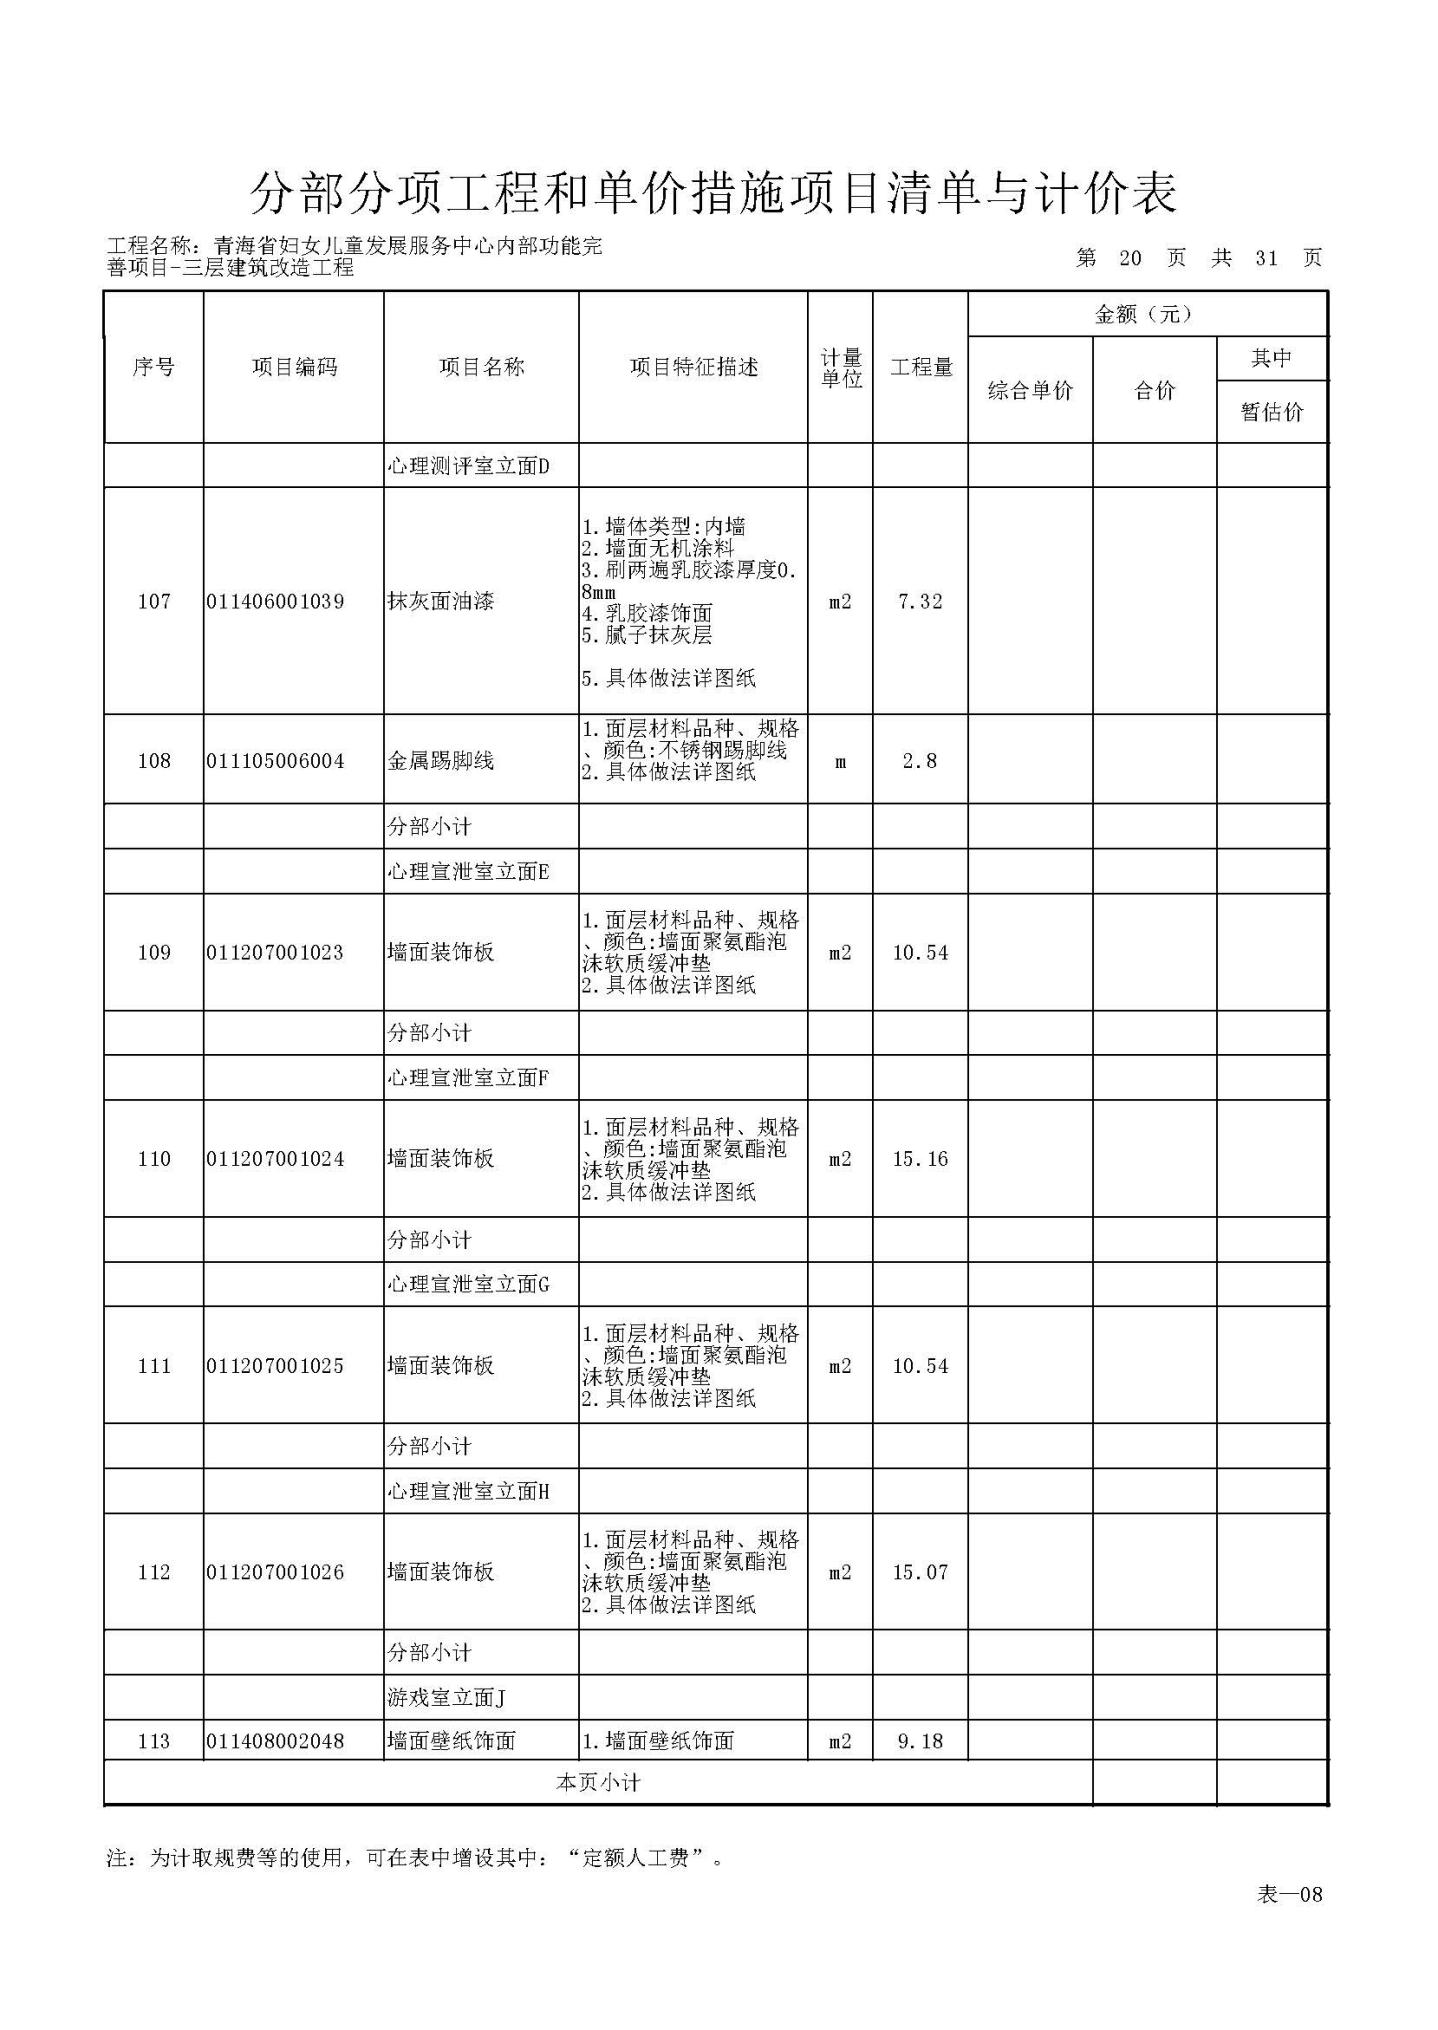 分部分项工程和单价措施项目清单与计价表
工程名称：青海省妇女儿童发展服务中心内部功能完
善项目-三层建筑改造工程
第 20 页 共 31 页
序号 项目编码 项目名称 项目特征描述 计量
单位 工程量 金额（元）
综合单价 合价 其中
暂估价
心理测评室立面D
107 011406001039 抹灰面油漆 1.墙体类型:内墙
2.墙面无机涂料
3.刷两遍乳胶漆厚度0.
8mm
4.乳胶漆饰面
5.腻子抹灰层
5.具体做法详图纸 m2 7.32
108 011105006004 金属踢脚线 1.面层材料品种、规格
、颜色:不锈钢踢脚线
2.具体做法详图纸 m 2.8
分部小计
心理宣泄室立面E
109 011207001023 墙面装饰板 1.面层材料品种、规格
、颜色:墙面聚氨酯泡
沫软质缓冲垫
2.具体做法详图纸 m2 10.54
分部小计
心理宣泄室立面F
110 011207001024 墙面装饰板 1.面层材料品种、规格
、颜色:墙面聚氨酯泡
沫软质缓冲垫
2.具体做法详图纸 m2 15.16
分部小计
心理宣泄室立面G
111 011207001025 墙面装饰板 1.面层材料品种、规格
、颜色:墙面聚氨酯泡
沫软质缓冲垫
2.具体做法详图纸 m2 10.54
分部小计
心理宣泄室立面H
112 011207001026 墙面装饰板 1.面层材料品种、规格
、颜色:墙面聚氨酯泡
沫软质缓冲垫
2.具体做法详图纸 m2 15.07
分部小计
游戏室立面J
113 011408002048 墙面壁纸饰面 1.墙面壁纸饰面 m2 9.18
本页小计
注：为计取规费等的使用，可在表中增设其中：“定额人工费”。
表—08